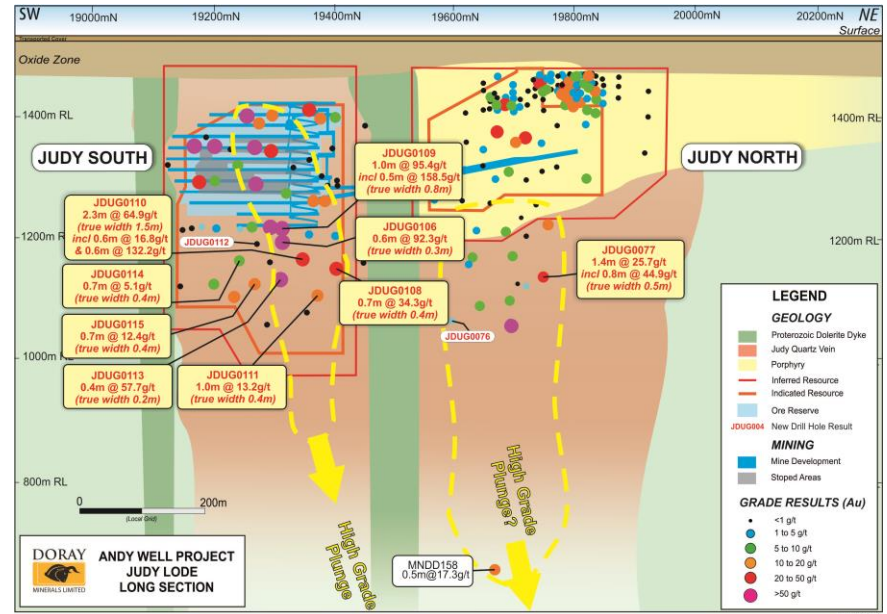 SW
19000mN
19200mN
19400mN
19600mN
19800mN
20000mN
20200mN
NE
Surface
Transported Cover
Oxide Zone
1400m RL
1400m RL
JUDY SOUTH
JUDY NORTH
JDUG0109
1.0m @ 95.4g/t
incl 0.5m @ 158.5g/t
(true width 0.8m)
JDUG0110
2.3m @ 64.9g/t
(true width 1.5m)
incl 0.6m @ 16.8g/t
& 0.6m @ 132.2g/t
1200m RL
1200m RL
JDUG0112
JDUG0106
0.6m @ 92.3g/t
(true width 0.3m)
JDUG0077
1.4m @ 25.7g/t
incl 0.8m @ 44.9g/t
(true width 0.5m)
JDUG0114
0.7m @ 5.1g/t
(true width 0.4m)
JDUG0108
0.7m @ 34.3g/t
(true width 0.4m)
JDUG0115
0.7m @ 12.4g/t
(true width 0.4m)
JDUG0076
1000m RL
JDUG0113
0.4m @ 57.7g/t
(true width 0.2m)
JDUG0111
1.0m @ 13.2g/t
(true width 0.4m)
800m RL
0
200m
(Local Grid)
High Grade
Plunge
High Grade
Plunge?
MNDD158
0.5m@17.3g/t
DORAY
MINERALS LIMITED
ANDY WELL PROJECT
JUDY LODE
LONG SECTION
LEGEND
GEOLOGY
Proterozoic Dolerite Dyke
Judy Quartz Vein
Porphyry
Inferred Resource
Indicated Resource
Ore Reserve
JDUG004 New Drill Hole Result
MINING
Mine Development
Stoped Areas
GRADE RESULTS (Au)
<1 g/t
1 to 5 g/t
5 to 10 g/t
10 to 20 g/t
20 to 50 g/t
>50 g/t